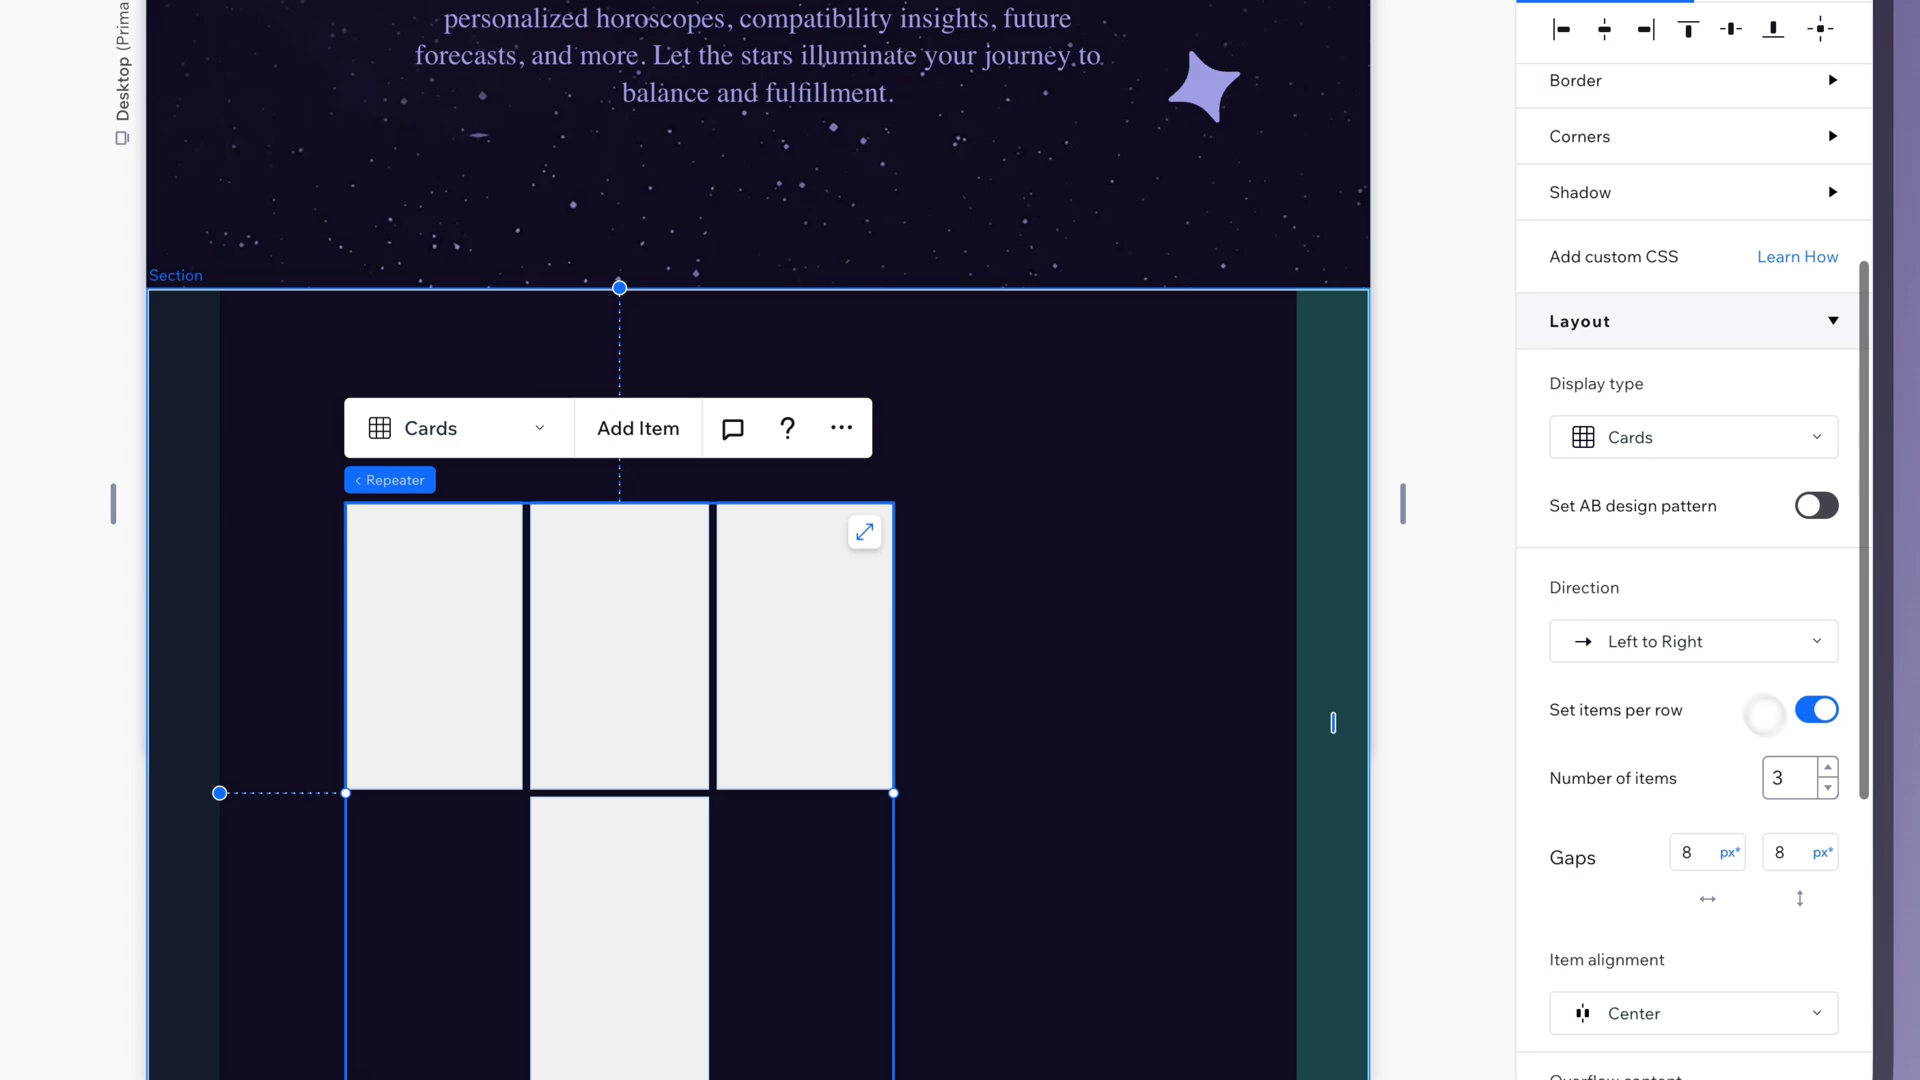 Desktop (Prima
personalized horoscopes, compatibility insights, future
forecasts, and more. Let the stars illuminate your journey to
balance and fulfillment.
Section
Cards
Add Item
?
Repeater
Border
Corners
Shadow
Add custom CSS Learn How
Layout
Display type
Cards
Set AB design pattern
Direction
Left to Right
Set items per row
Number of items 3
Gaps 8 px* 8 px*
Item alignment
Center
Overflow content